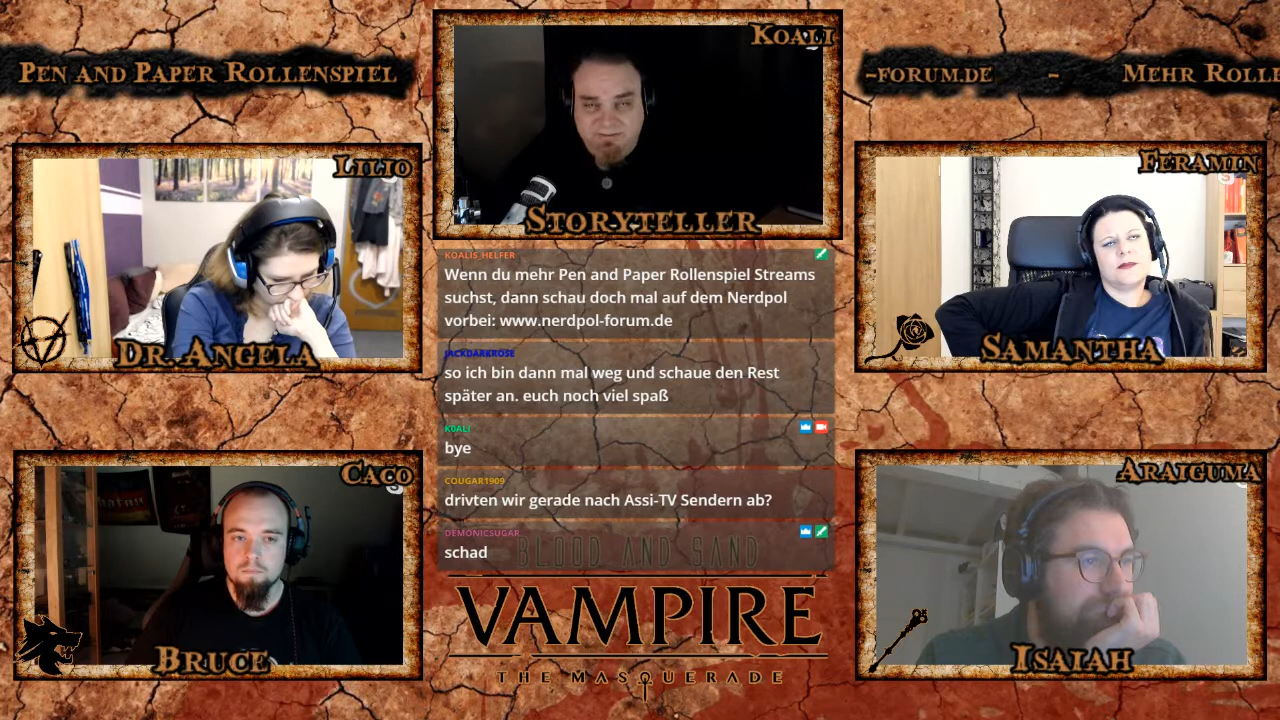 Koali
Pen and Paper Rollenspiel
-forum.de - Mehr Rolle
Lilio
Feramin
Storyteller
KOALIS_HELFER
Wenn du mehr Pen and Paper Rollenspiel Streams
suchst, dann schau doch mal auf dem Nerdpol
vorbei: www.nerdpol-forum.de
Dr. Angela
Samantha
JACKDARKROSE
so ich bin dann mal weg und schaue den Rest
später an. euch noch viel spaß
K0ALI
bye
Caco
Araiguma
COUGAR1909
drivten wir gerade nach Assi-TV Sendern ab?
DEMONICSUGAR_
schad
BLOOD AND SAND
VAMPIRE
THE MASQUERADE
Bruce
Isaiah